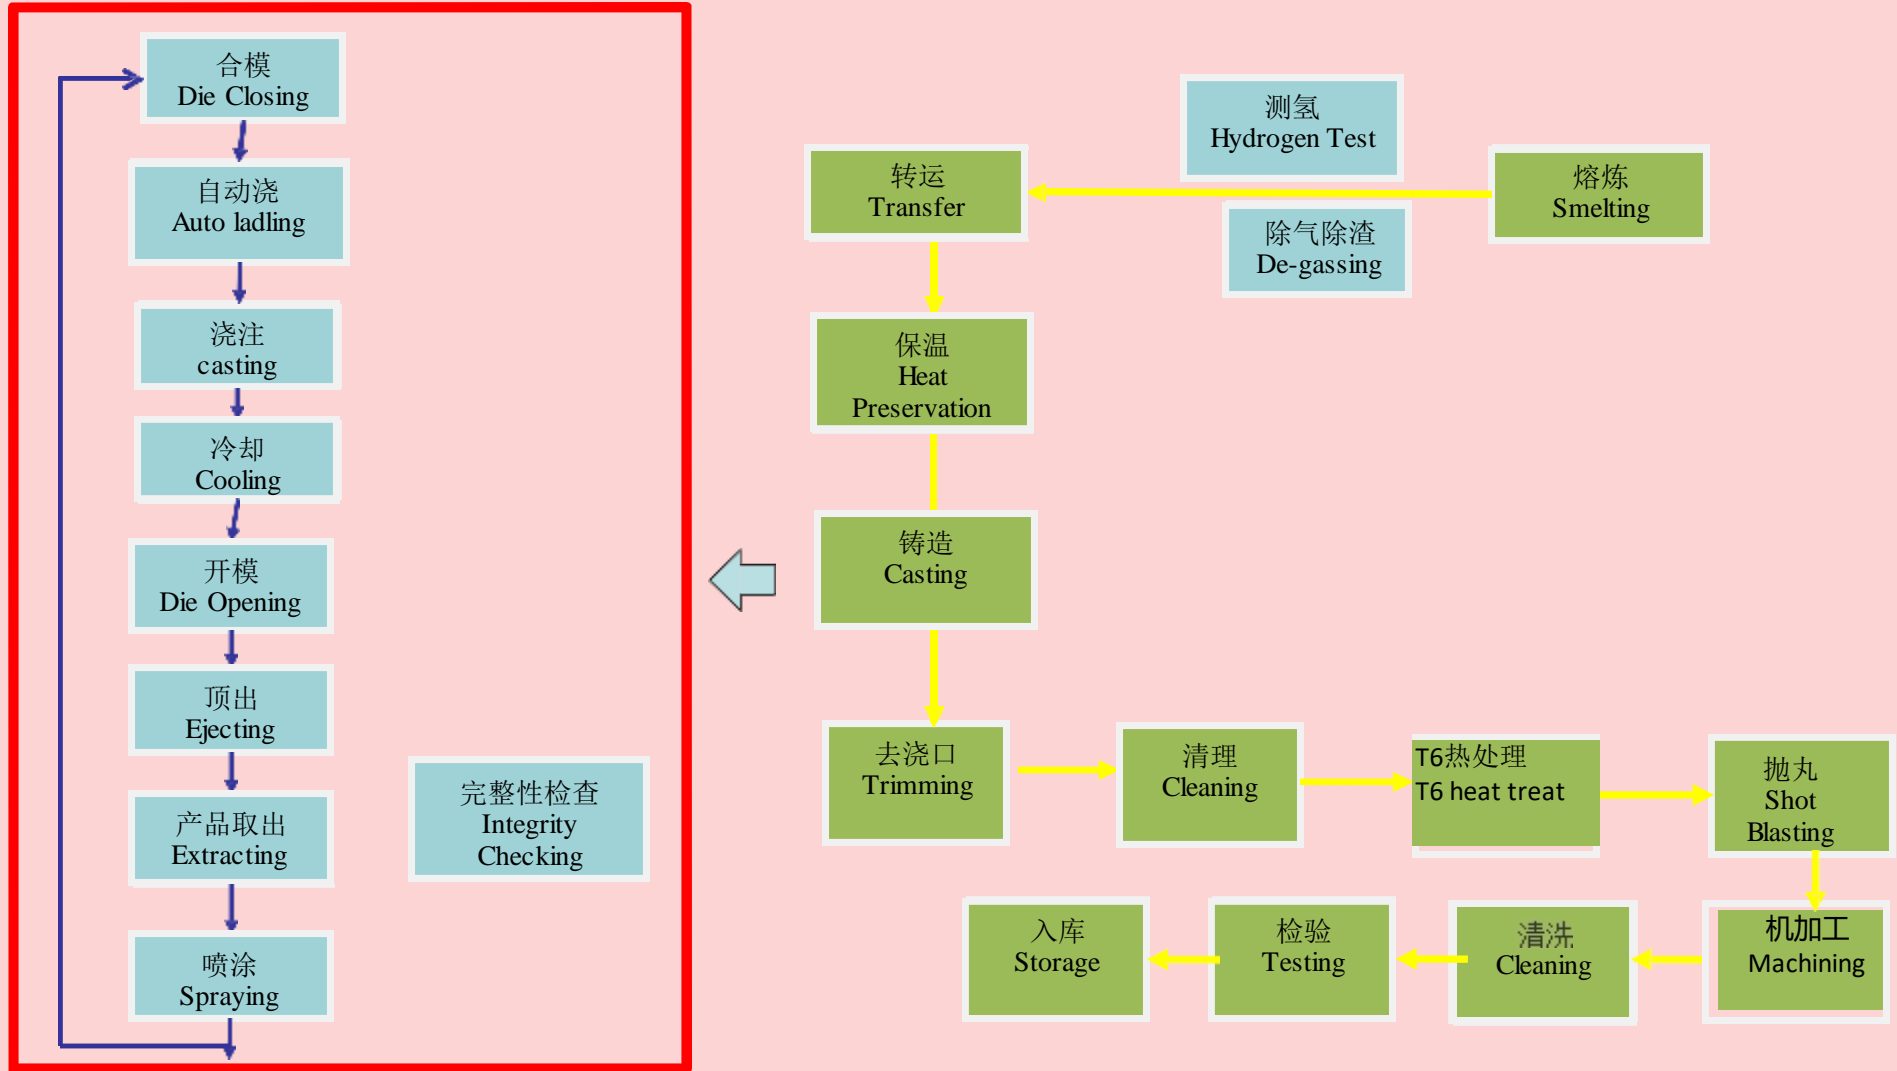 合模
Die Closing
自动浇
Auto ladling
浇注
casting
冷却
Cooling
开模
Die Opening
顶出
Ejecting
产品取出
Extracting
喷涂
Spraying
完整性检查
Integrity
Checking
测氢
Hydrogen Test
除气除渣
De-gassing
熔炼
Smelting
转运
Transfer
保温
Heat
Preservation
铸造
Casting
去浇口
Trimming
清理
Cleaning
T6热处理
T6 heat treat
抛丸
Shot
Blasting
机加工
Machining
清洗
Cleaning
检验
Testing
入库
Storage